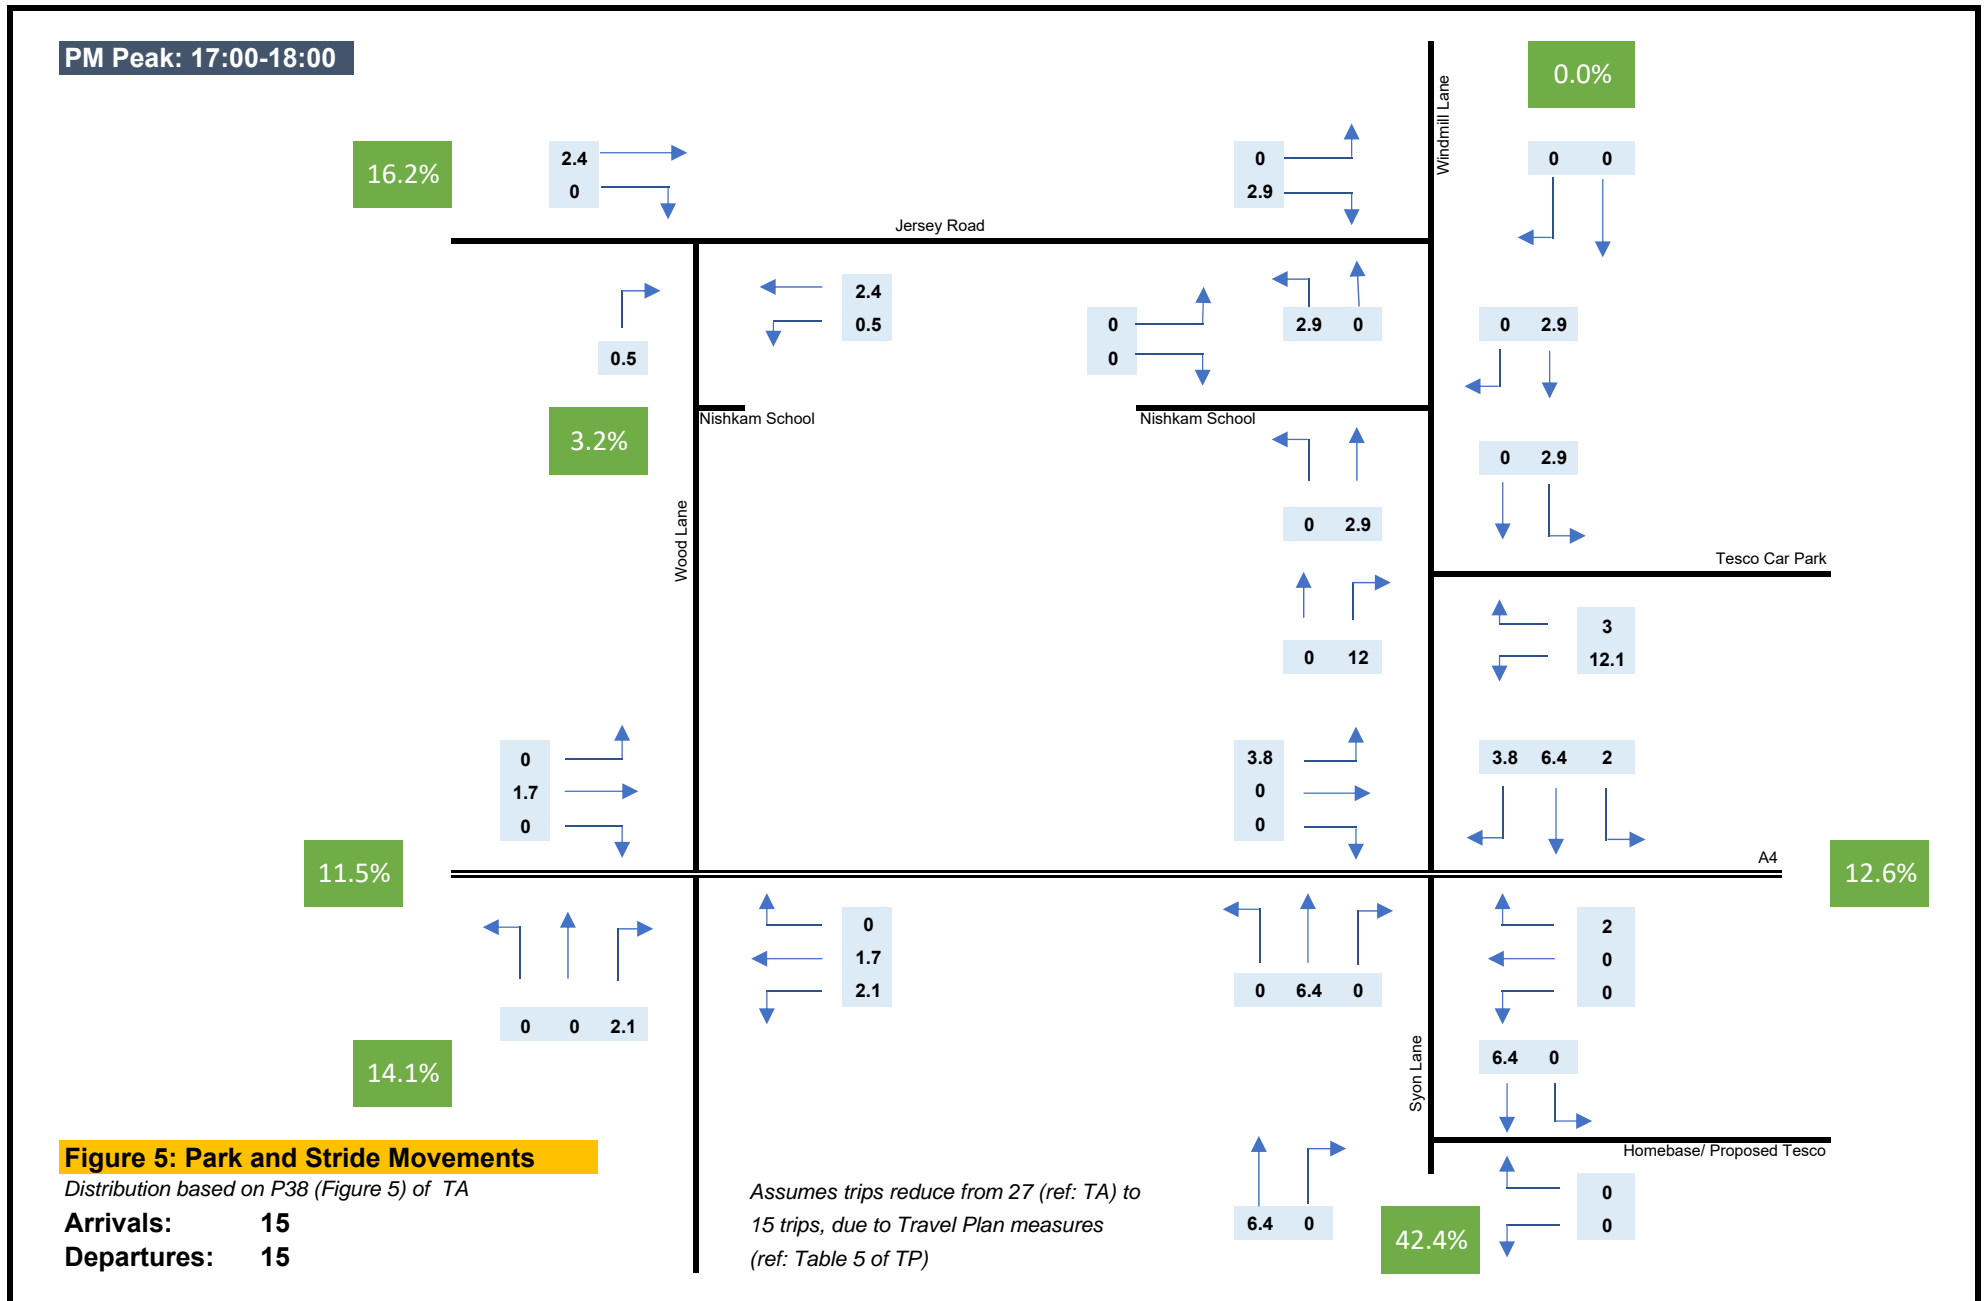 PM Peak: 17:00-18:00
0.0%
Windmill Lane
16.2%
2.4
0
0
2.9
0 0
Jersey Road
2.4
0.5
0.5
0
0
2.9 0
0 2.9
Nishkam School
Nishkam School
3.2%
0 2.9
Wood Lane
0 2.9
Tesco Car Park
0 12
3
12.1
0
1.7
0
3.8
0
0
3.8 6.4 2
11.5%
A4
12.6%
0
1.7
2.1
0 0 2.1
0 6.4 0
2
0
0
14.1%
Syon Lane
6.4 0
Homebase/ Proposed Tesco
Figure 5: Park and Stride Movements
Distribution based on P38 (Figure 5) of TA
Arrivals: 15
Departures: 15
Assumes trips reduce from 27 (ref: TA) to
15 trips, due to Travel Plan measures
(ref: Table 5 of TP)
6.4 0
42.4%
0
0